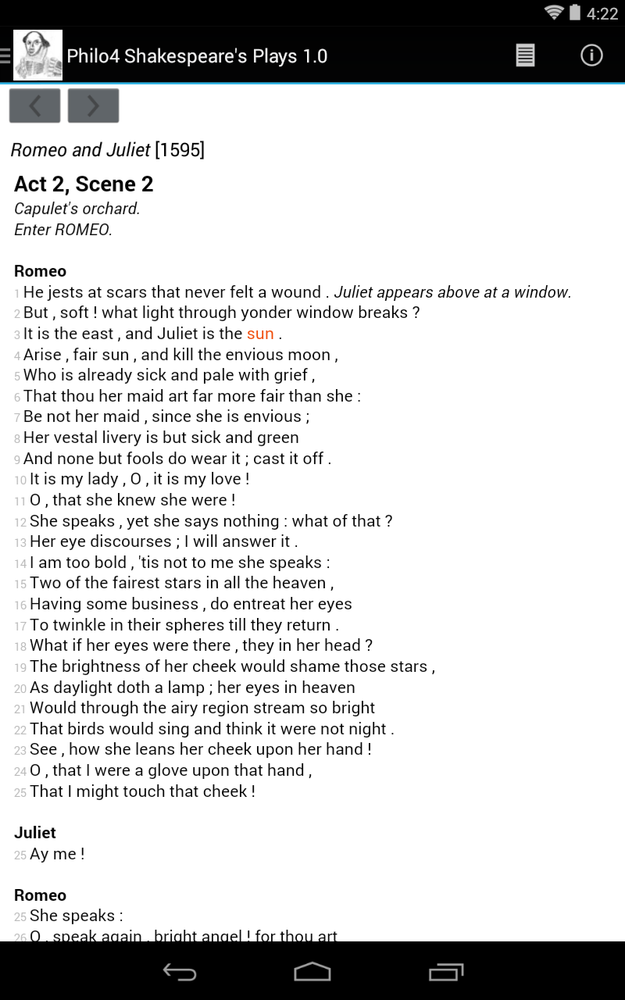 4:22
Philo4 Shakespeare's Plays 1.0
Romeo and Juliet [1595]
Act 2, Scene 2
Capulet's orchard.
Enter ROMEO.
Romeo
1 He jests at scars that never felt a wound . Juliet appears above at a window.
2 But , soft ! what light through yonder window breaks ?
3 It is the east , and Juliet is the sun .
4 Arise , fair sun , and kill the envious moon ,
5 Who is already sick and pale with grief ,
6 That thou her maid art far more fair than she :
7 Be not her maid , since she is envious ;
8 Her vestal livery is but sick and green
9 And none but fools do wear it ; cast it off .
10 It is my lady , O , it is my love !
11 O , that she knew she were !
12 She speaks , yet she says nothing : what of that ?
13 Her eye discourses ; I will answer it .
14 I am too bold , 'tis not to me she speaks :
15 Two of the fairest stars in all the heaven ,
16 Having some business , do entreat her eyes
17 To twinkle in their spheres till they return .
18 What if her eyes were there , they in her head ?
19 The brightness of her cheek would shame those stars ,
20 As daylight doth a lamp ; her eyes in heaven
21 Would through the airy region stream so bright
22 That birds would sing and think it were not night .
23 See , how she leans her cheek upon her hand !
24 O , that I were a glove upon that hand ,
25 That I might touch that cheek !
Juliet
25 Ay me !
Romeo
25 She speaks :
26 O , speak again , bright angel ! for thou art